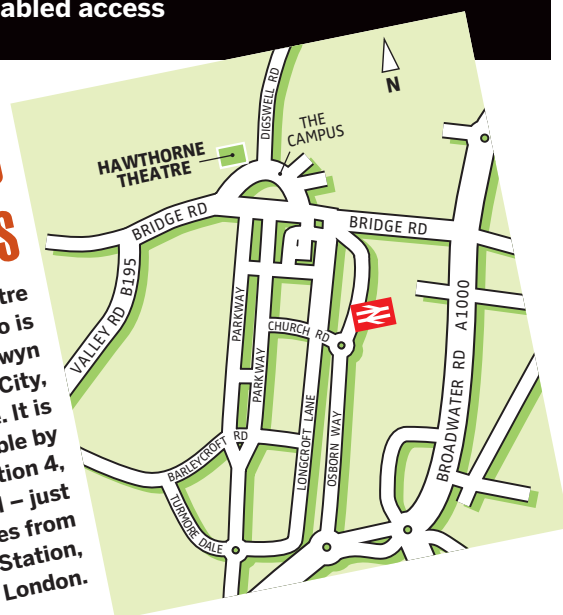 abled access
S
tre
o is
wyn
City,
. It is
ble by
tion 4,
– just
es from
Station,
London.
N
DIGSWELL RD
THE
CAMPUS
HAWTHORNE
THEATRE
BRIDGE RD
BRIDGE RD
VALLEY RD B195
PARKWAY
PARKWAY
CHURCH RD
BROADWATER RD A1000
LONGCROFT LANE
OSBORN WAY
BARLEYCROFT RD
TURMORE DALE